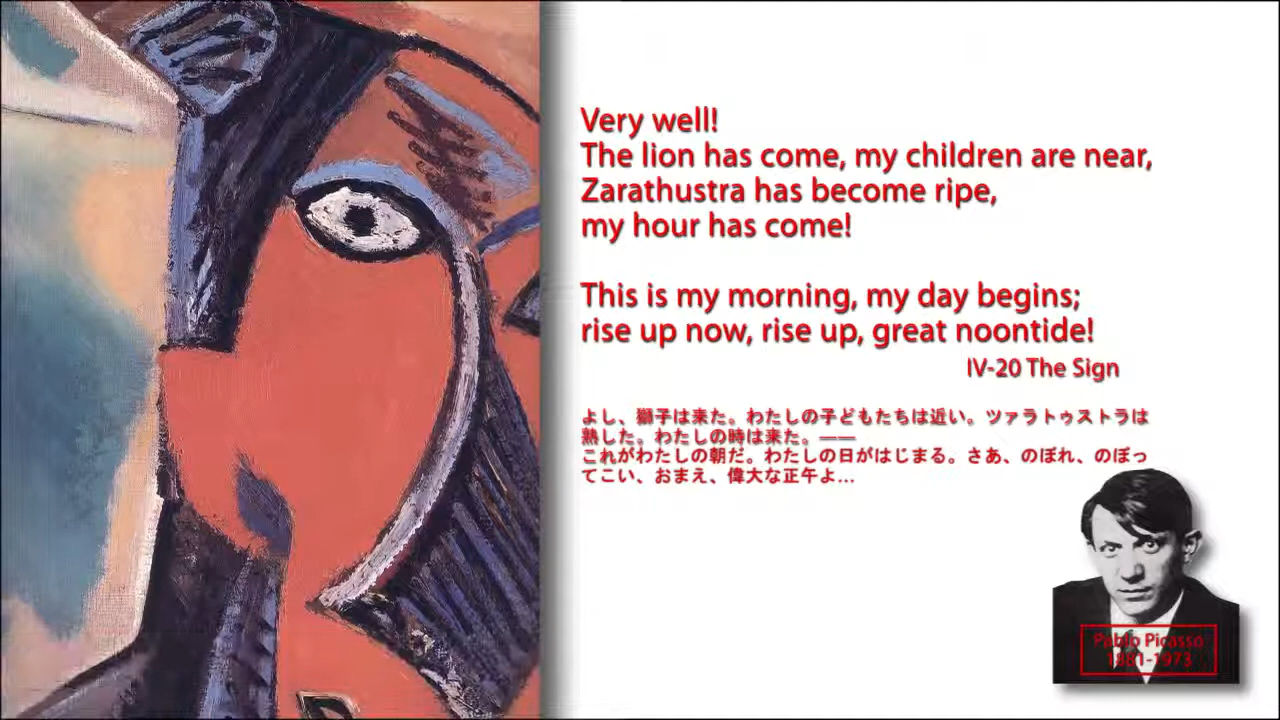 Very well!
The lion has come, my children are near,
Zarathustra has become ripe,
my hour has come!
This is my morning, my day begins;
rise up now, rise up, great noontide!
IV-20 The Sign
よし、獅子は来た。わたしの子どもたちは近い。ツァラトゥストラは
熟した。わたしの時は来た。――
これがわたしの朝だ。わたしの日がはじまる。さあ、のぼれ、のぼっ
てこい、おまえ、偉大な正午よ…
Pablo Picasso
1881-1973